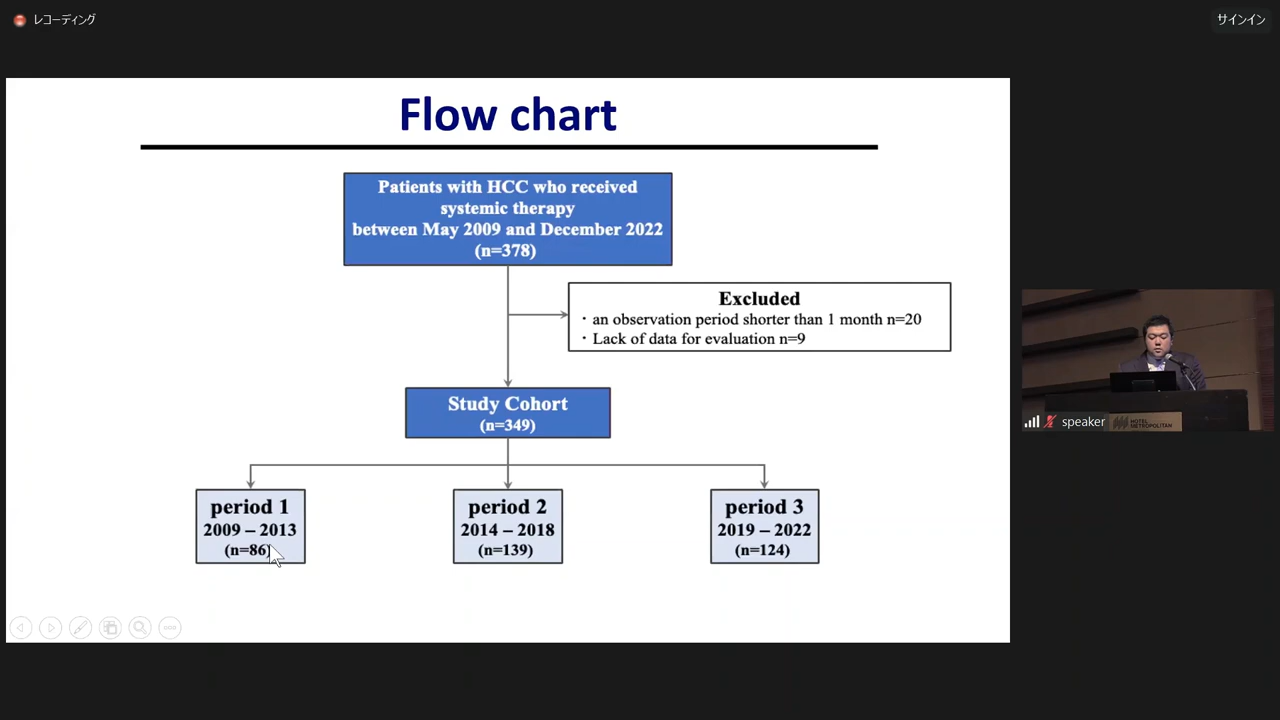 レコーディング
サインイン
Flow chart
Patients with HCC who received
systemic therapy
between May 2009 and December 2022
(n=378)
Excluded
・an observation period shorter than 1 month n=20
・Lack of data for evaluation n=9
Study Cohort
(n=349)
period 1
2009 – 2013
(n=86)
period 2
2014 – 2018
(n=139)
period 3
2019 – 2022
(n=124)
speaker
HOTEL
METROPOLITAN